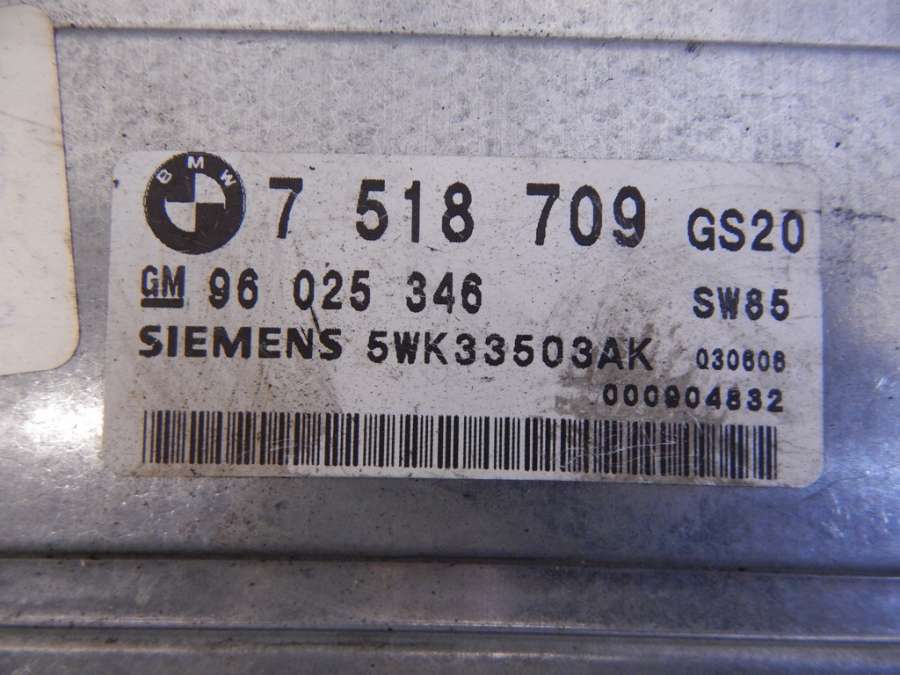 BMW 7 518 709 GS20
GM 96 025 346 SW85
SIEMENS 5WK33503AK 030606
000904832